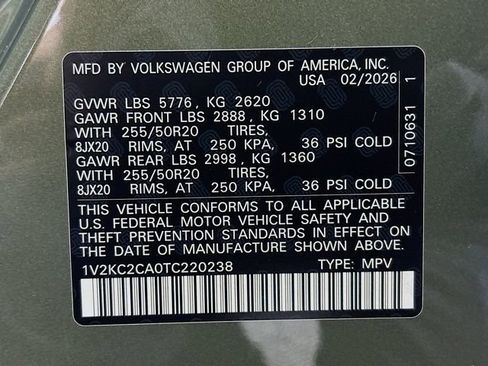 MFD BY VOLKSWAGEN GROUP OF AMERICA, INC.
USA 02/2026
GVWR LBS 5776, KG 2620
GAWR FRONT LBS 2888, KG 1310
WITH 255/50R20 TIRES,
8JX20 RIMS, AT 250 KPA, 36 PSI COLD
GAWR REAR LBS 2998, KG 1360
WITH 255/50R20 TIRES,
8JX20 RIMS, AT 250 KPA, 36 PSI COLD
THIS VEHICLE CONFORMS TO ALL APPLICABLE
U.S. FEDERAL MOTOR VEHICLE SAFETY AND
THEFT PREVENTION STANDARDS IN EFFECT ON
THE DATE OF MANUFACTURE SHOWN ABOVE.
1V2KC2CA0TC220238 TYPE: MPV
0710631 1